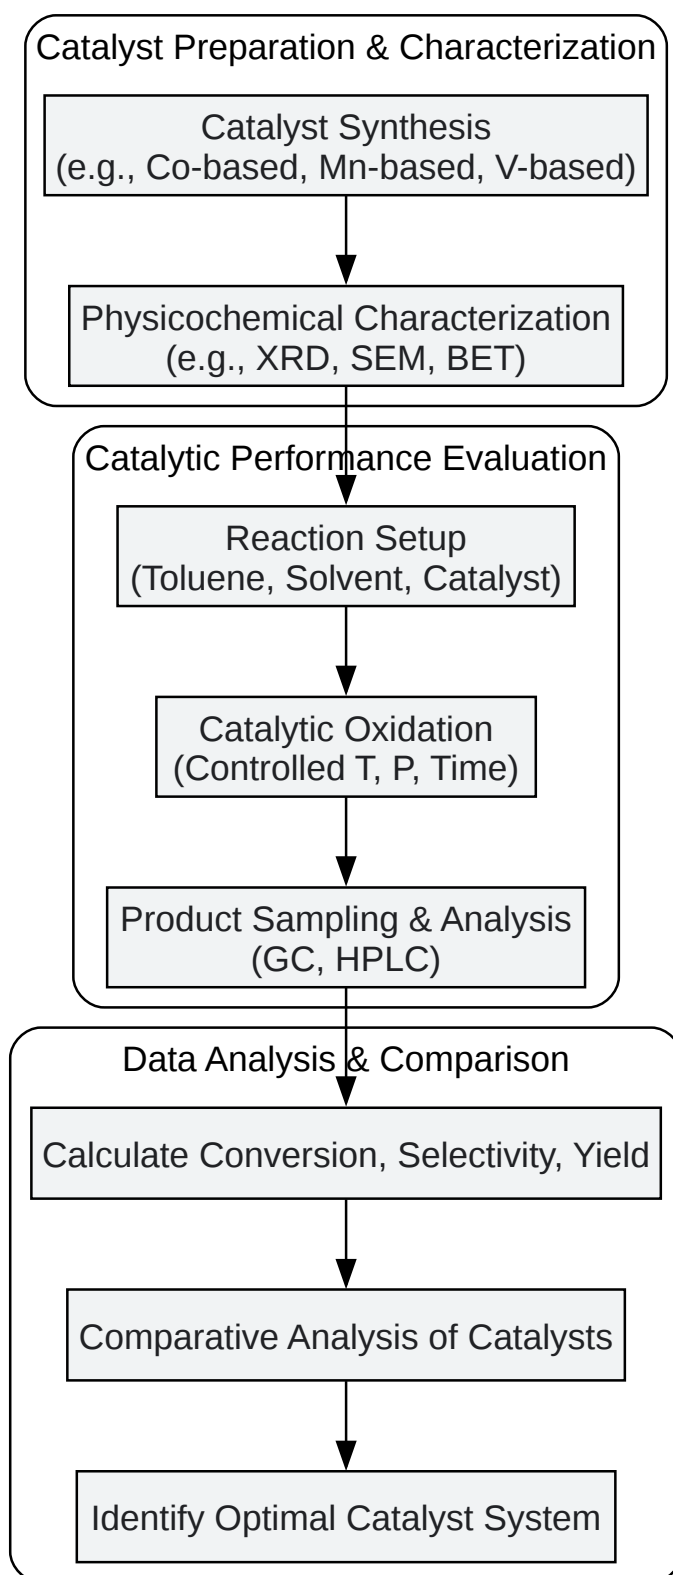 Catalyst Preparation & Characterization
Catalyst Synthesis
(e.g., Co-based, Mn-based, V-based)
Physicochemical Characterization
(e.g., XRD, SEM, BET)
Catalytic Performance Evaluation
Reaction Setup
(Toluene, Solvent, Catalyst)
Catalytic Oxidation
(Controlled T, P, Time)
Product Sampling & Analysis
(GC, HPLC)
Data Analysis & Comparison
Calculate Conversion, Selectivity, Yield
Comparative Analysis of Catalysts
Identify Optimal Catalyst System